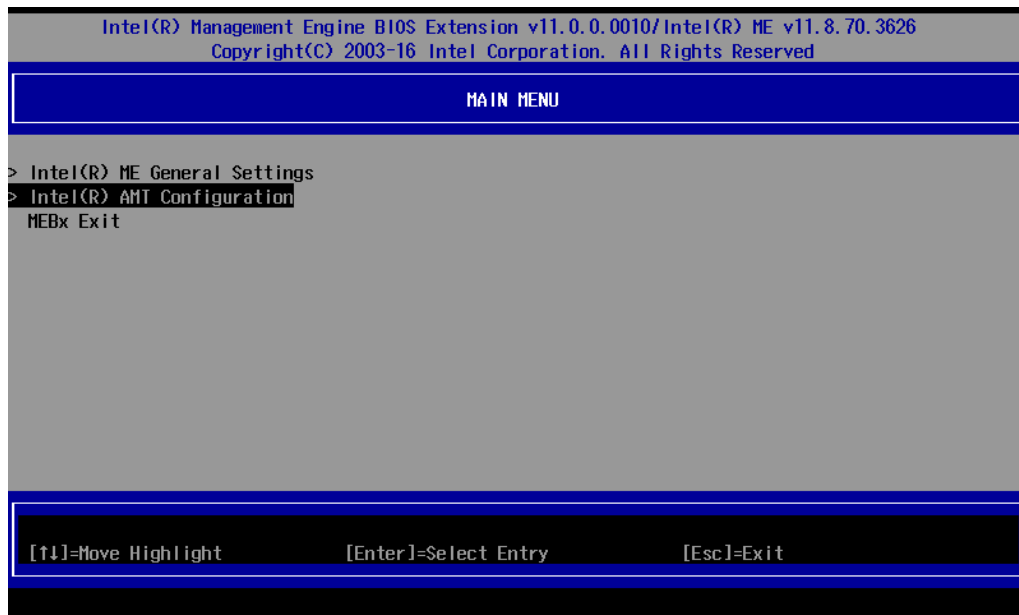 Intel(R) Management Engine BIOS Extension v11.0.0.0010/Intel(R) ME v11.8.70.3626
Copyright(C) 2003-16 Intel Corporation. All Rights Reserved
MAIN MENU
> Intel(R) ME General Settings
> Intel(R) AMT Configuration
MEBx Exit
[↑↓]=Move Highlight [Enter]=Select Entry [Esc]=Exit